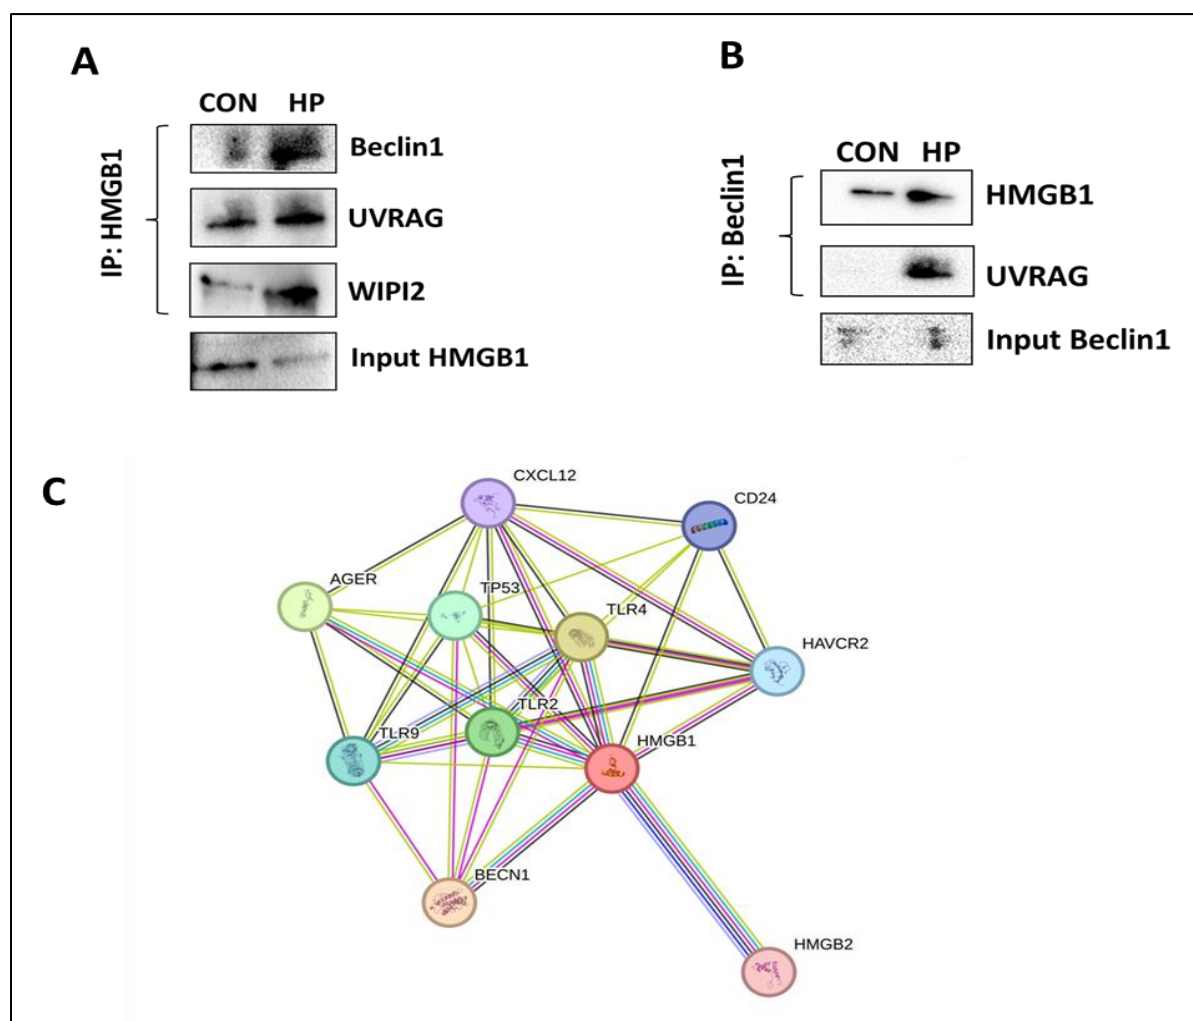 A
CON HP
IP: HMGB1
Beclin1
UVRAG
WIPI2
Input HMGB1
B
CON HP
IP: Beclin1
HMGB1
UVRAG
Input Beclin1
C
CXCL12
CD24
AGER
TP53
TLR4
HAVCR2
TLR2
TLR9
HMGB1
BECN1
HMGB2